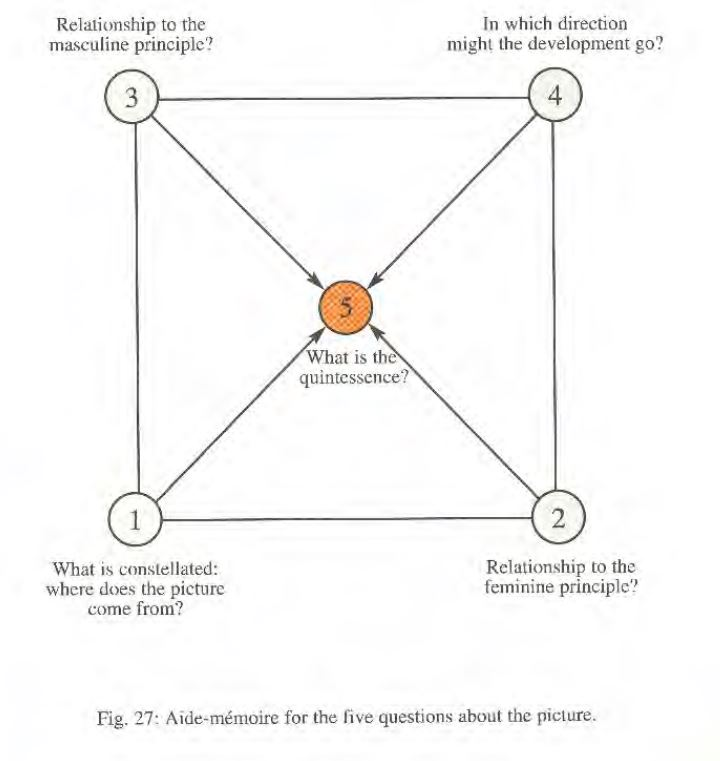 Relationship to the
masculine principle?
In which direction
might the development go?
3
4
5
What is the
quintessence?
1
2
What is constellated:
where does the picture
come from?
Relationship to the
feminine principle?
Fig. 27: Aide-mémoire for the five questions about the picture.